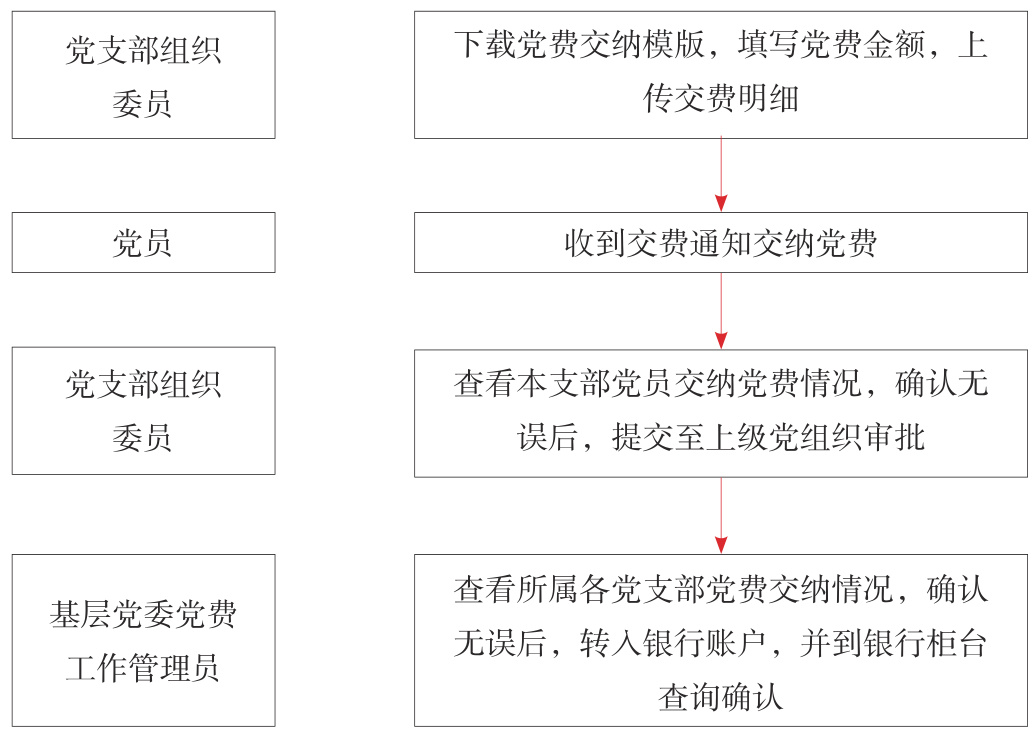 党支部组织
委员
下载党费交纳模版，填写党费金额，上
传交费明细
党员
收到交费通知交纳党费
党支部组织
委员
查看本支部党员交纳党费情况，确认无
误后，提交至上级党组织审批
基层党委党费
工作管理员
查看所属各党支部党费交纳情况，确认
无误后，转入银行账户，并到银行柜台
查询确认